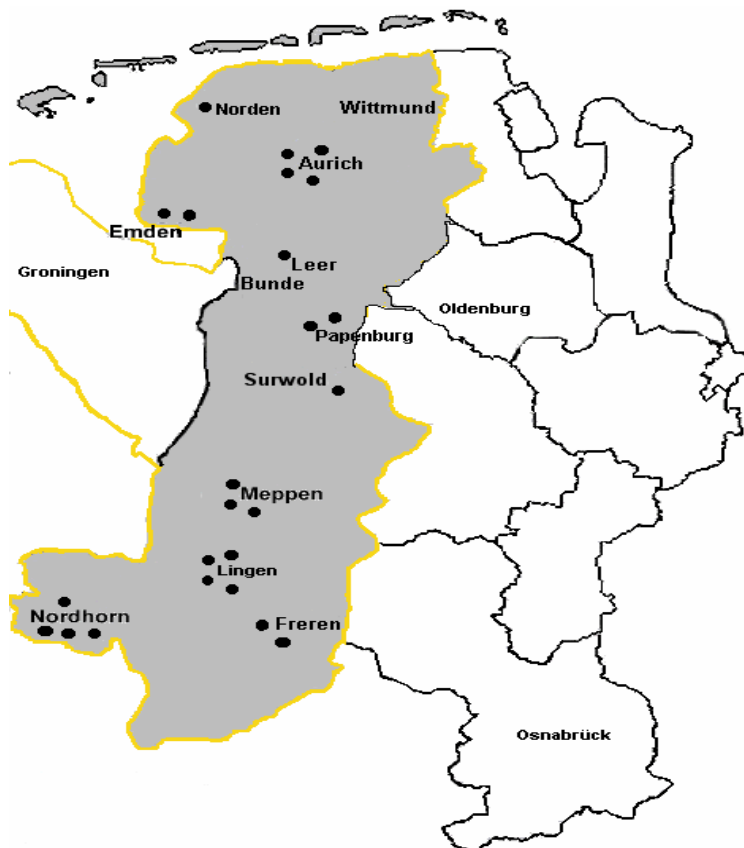 Norden
Wittmund
Aurich
Emden
Leer
Groningen
Bunde
Oldenburg
Papenburg
Surwold
Meppen
Lingen
Nordhorn
Freren
Osnabrück